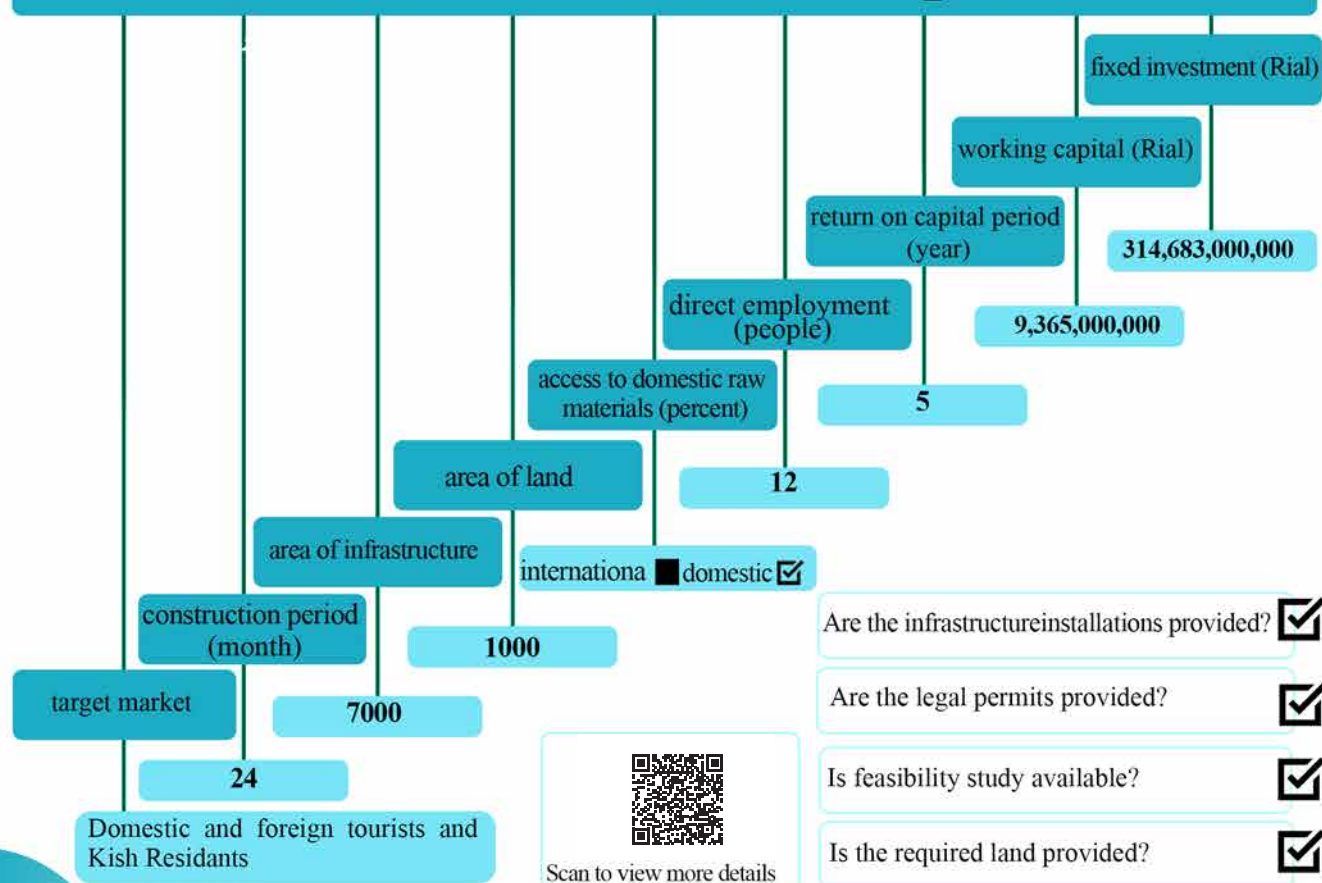 fixed investment (Rial)
314,683,000,000
working capital (Rial)
9,365,000,000
return on capital period
(year)
5
direct employment
(people)
12
access to domestic raw
materials (percent)
internationa domestic
area of land
1000
area of infrastructure
7000
construction period
(month)
24
target market
Domestic and foreign tourists and
Kish Residants
Scan to view more details
Are the infrastructureinstallations provided?
Are the legal permits provided?
Is feasibility study available?
Is the required land provided?